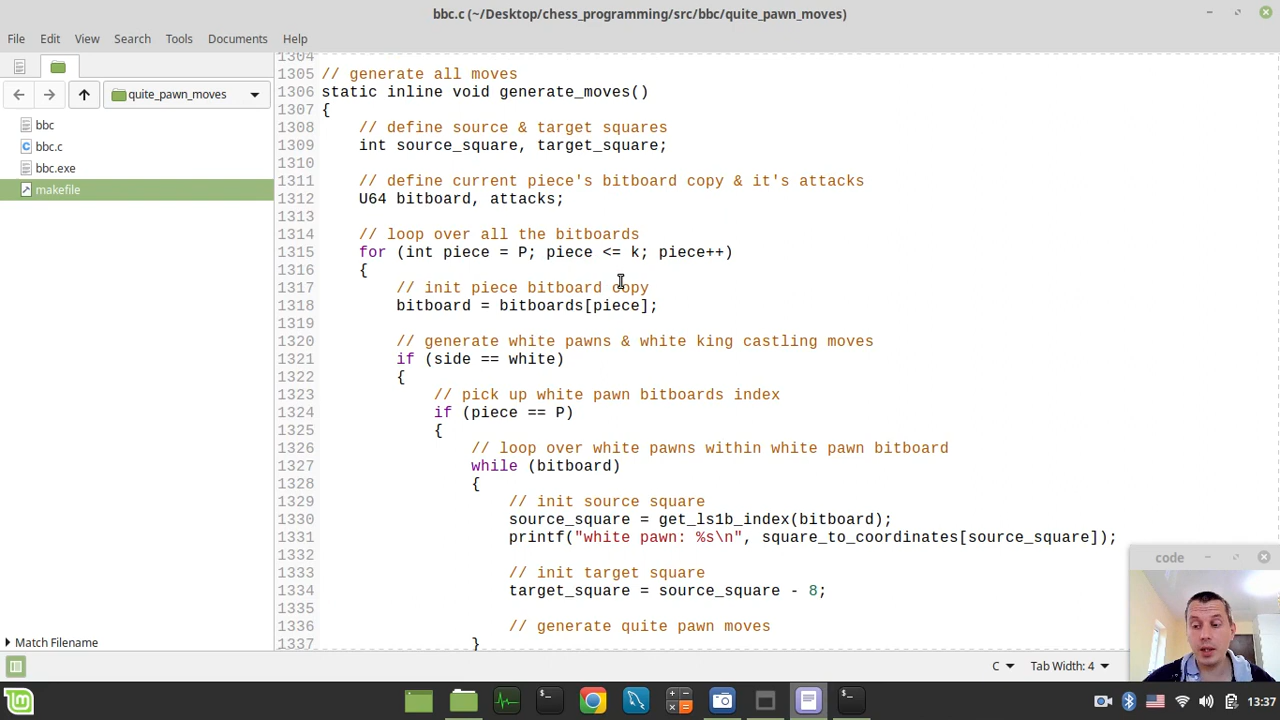 bbc.c (~/Desktop/chess_programming/src/bbc/quite_pawn_moves)
File Edit View Search Tools Documents Help
quite_pawn_moves
bbc
bbc.c
bbc.exe
makefile
Match Filename
1304
1305 // generate all moves
1306 static inline void generate_moves()
1307 {
1308 // define source & target squares
1309 int source_square, target_square;
1310
1311 // define current piece's bitboard copy & it's attacks
1312 U64 bitboard, attacks;
1313
1314 // loop over all the bitboards
1315 for (int piece = P; piece <= k; piece++)
1316 {
1317 // init piece bitboard copy
1318 bitboard = bitboards[piece];
1319
1320 // generate white pawns & white king castling moves
1321 if (side == white)
1322 {
1323 // pick up white pawn bitboards index
1324 if (piece == P)
1325 {
1326 // loop over white pawns within white pawn bitboard
1327 while (bitboard)
1328 {
1329 // init source square
1330 source_square = get_ls1b_index(bitboard);
1331 printf("white pawn: %s\n", square_to_coordinates[source_square]);
1332
1333 // init target square
1334 target_square = source_square - 8;
1335
1336 // generate quite pawn moves
1337 }
code
C Tab Width: 4
13:37